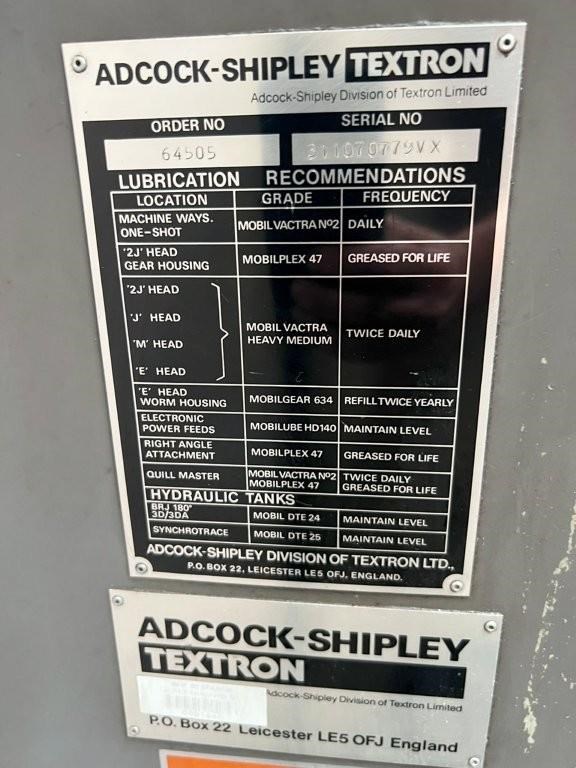 ADCOCK-SHIPLEY TEXTRON
Adcock-Shipley Division of Textron Limited
ORDER NO SERIAL NO
64505 311070779VX
LUBRICATION RECOMMENDATIONS
LOCATION GRADE FREQUENCY
MACHINE WAYS.
ONE-SHOT MOBIL VACTRA Nº2 DAILY
'2J' HEAD
GEAR HOUSING MOBILPLEX 47 GREASED FOR LIFE
'2J' HEAD
'J' HEAD
'M' HEAD
'E' HEAD
MOBIL VACTRA
HEAVY MEDIUM
TWICE DAILY
'E' HEAD
WORM HOUSING MOBILGEAR 634 REFILL TWICE YEARLY
ELECTRONIC
POWER FEEDS MOBILUBE HD140 MAINTAIN LEVEL
RIGHT ANGLE
ATTACHMENT MOBILPLEX 47 GREASED FOR LIFE
QUILL MASTER MOBIL VACTRA Nº2 TWICE DAILY
MOBILPLEX 47 GREASED FOR LIFE
HYDRAULIC TANKS
BRJ 180°
3D/3DA MOBIL DTE 24 MAINTAIN LEVEL
SYNCHROTRACE MOBIL DTE 25 MAINTAIN LEVEL
ADCOCK-SHIPLEY DIVISION OF TEXTRON LTD.,
P.O. BOX 22, LEICESTER LE5 OFJ, ENGLAND.
ADCOCK-SHIPLEY
TEXTRON
Adcock-Shipley Division of Textron Limited
P.O. Box 22 Leicester LE5 OFJ England